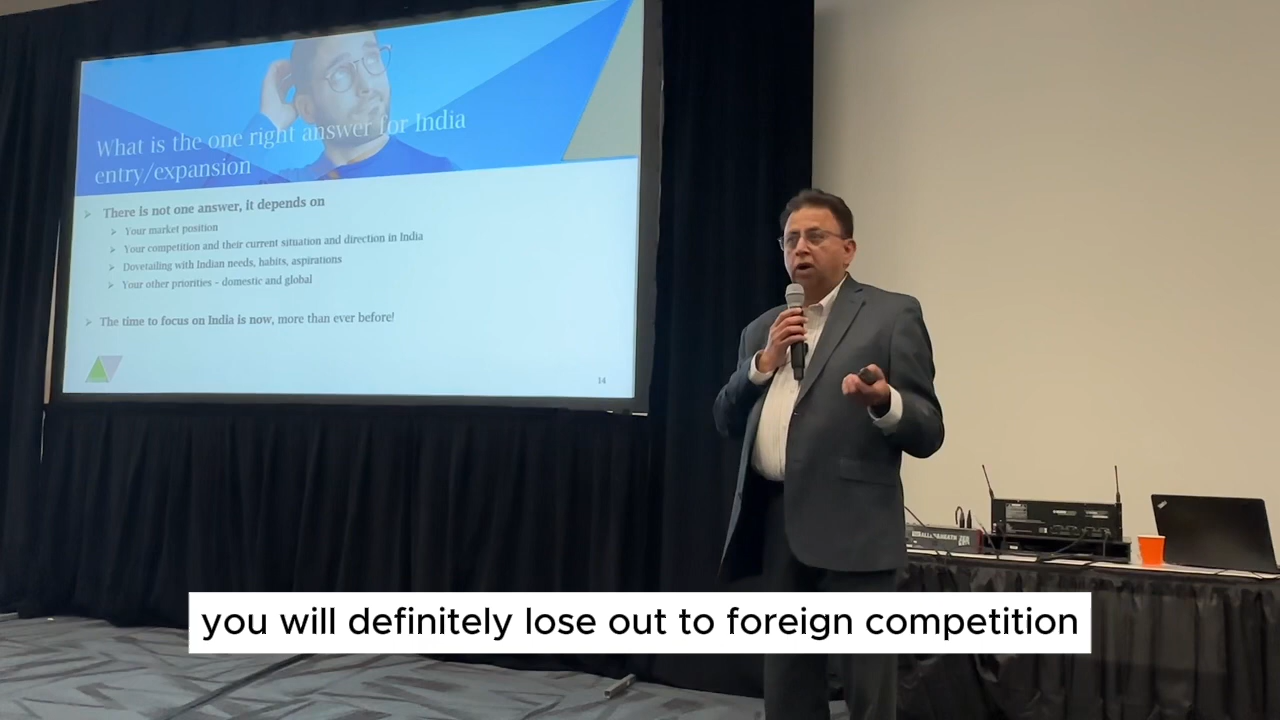 What is the one right answer for India
entry/expansion
➢ There is not one answer, it depends on
➢ Your market position
➢ Your competition and their current situation and direction in India
➢ Dovetailing with Indian needs, habits, aspirations
➢ Your other priorities – domestic and global
➢ The time to focus on India is now, more than ever before!
14
you will definitely lose out to foreign competition